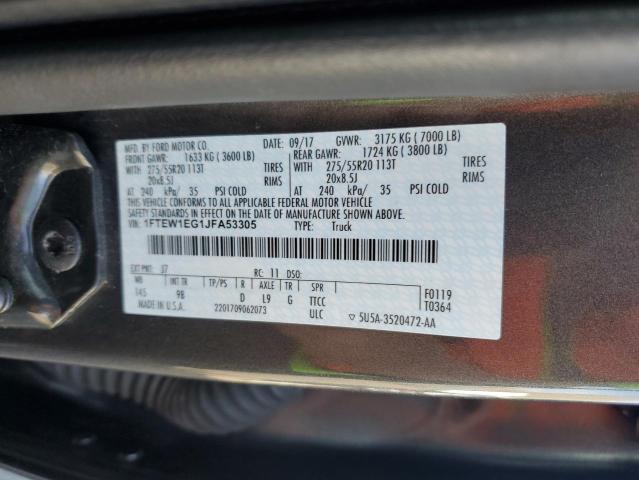 MFD. BY FORD MOTOR CO. 09/17 GVWR: 3175 KG ( 7000 LB)
FRONT GAWR: 1633 KG ( 3600 LB) REAR GAWR: 1724 KG ( 3800 LB)
WITH 275/55R20 113T TIRES WITH 275/55R20 113T TIRES
20x8.5J RIMS 20x8.5J RIMS
AT 240 kPa/ 35 PSI COLD AT 240 kPa/ 35 PSI COLD
THIS VEHICLE CONFORMS TO ALL APPLICABLE FEDERAL MOTOR VEHICLE
SAFETY STANDARDS IN EFFECT ON THE DATE OF MANUFACTURE SHOWN ABOVE.
VIN: 1FTEW1EG1JFA53305 TYPE: Truck
EXT PNT: J7 RC: 11 DSO:
WB BRK INT TR TP/PS R AXLE TR SPR F0119
145 9B D L9 G TTCC T0364
MADE IN U.S.A. 2201709062073 ULC ▽ 5U5A-3520472-AA